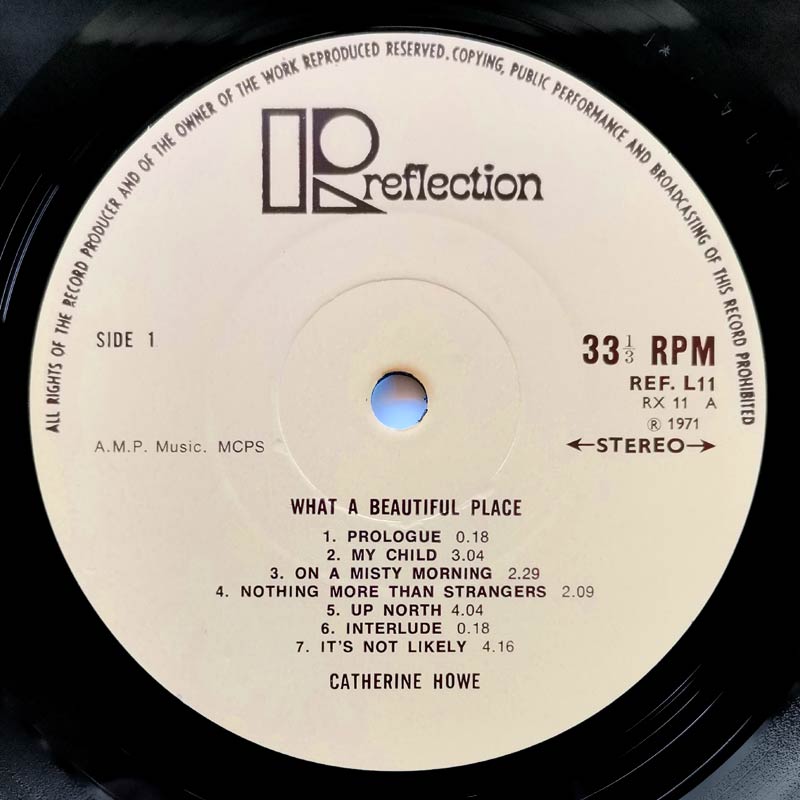 ALL RIGHTS OF THE RECORD PRODUCER AND OF THE OWNER OF THE WORK REPRODUCED RESERVED. COPYING, PUBLIC PERFORMANCE AND BROADCASTING OF THIS RECORD PROHIBITED
R reflection
SIDE 1
33 1/3 RPM
REF. L11
RX 11 A
Ⓡ 1971
←STEREO→
A.M.P. Music. MCPS
WHAT A BEAUTIFUL PLACE
1. PROLOGUE 0.18
2. MY CHILD 3.04
3. ON A MISTY MORNING 2.29
4. NOTHING MORE THAN STRANGERS 2.09
5. UP NORTH 4.04
6. INTERLUDE 0.18
7. IT'S NOT LIKELY 4.16
CATHERINE HOWE